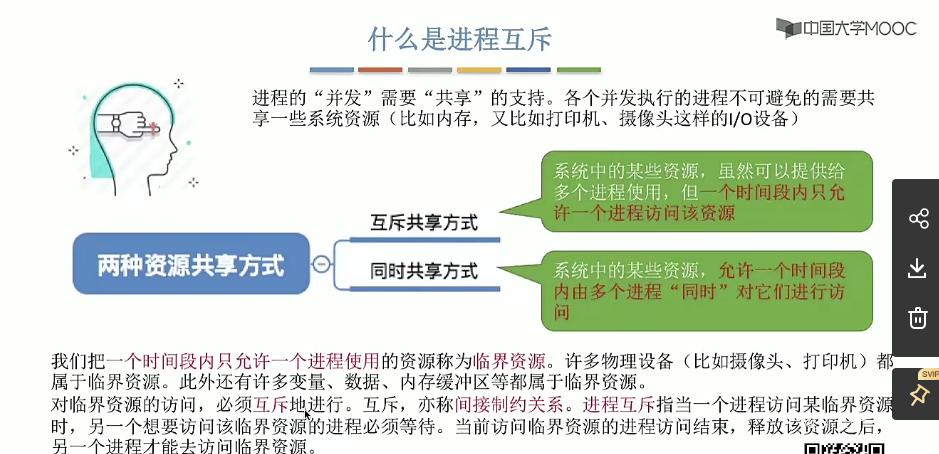 中国大学MOOC
什么是进程互斥
进程的“并发”需要“共享”的支持。各个并发执行的进程不可避免的需要共
享一些系统资源（比如内存，又比如打印机、摄像头这样的I/O设备）
系统中的某些资源，虽然可以提供给
多个进程使用，但一个时间段内只允
许一个进程访问该资源
互斥共享方式
两种资源共享方式
同时共享方式
系统中的某些资源，允许一个时间段
内由多个进程“同时”对它们进行访
问
我们把一个时间段内只允许一个进程使用的资源称为临界资源。许多物理设备（比如摄像头、打印机）都
属于临界资源。此外还有许多变量、数据、内存缓冲区等都属于临界资源。
对临界资源的访问，必须互斥地进行。互斥，亦称间接制约关系。进程互斥指当一个进程访问某临界资源
时，另一个想要访问该临界资源的进程必须等待。当前访问临界资源的进程访问结束，释放该资源之后，
另一个进程才能去访问临界资源。
SVIP